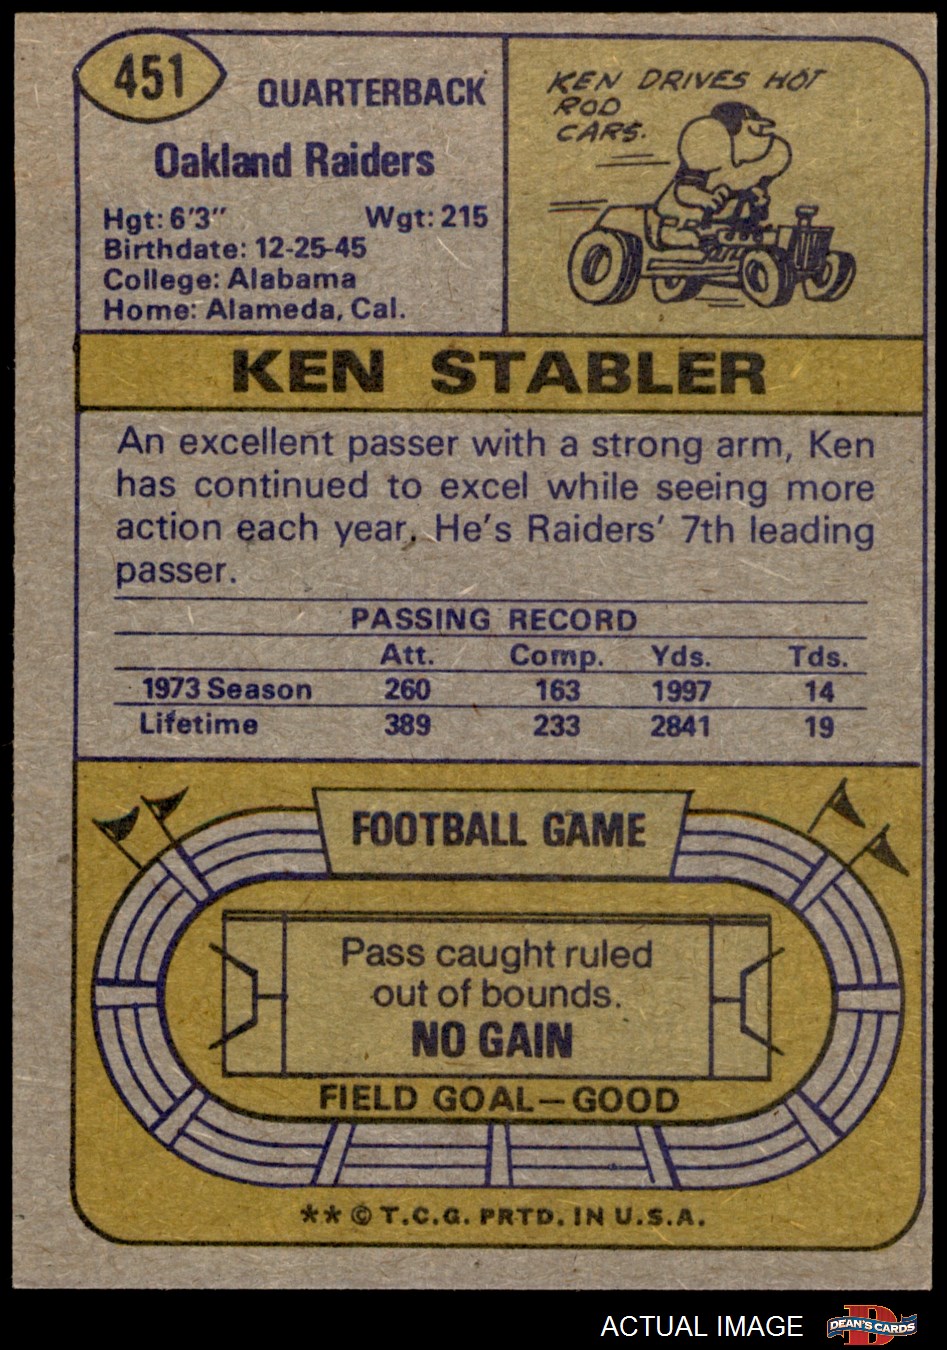 451
QUARTERBACK
Oakland Raiders
Hgt: 6'3" Wgt: 215
Birthdate: 12-25-45
College: Alabama
Home: Alameda, Cal.
KEN DRIVES HOT
ROD
CARS.
KEN STABLER
An excellent passer with a strong arm, Ken
has continued to excel while seeing more
action each year. He's Raiders' 7th leading
passer.
PASSING RECORD
Att. Comp. Yds. Tds.
1973 Season 260 163 1997 14
Lifetime 389 233 2841 19
FOOTBALL GAME
Pass caught ruled
out of bounds.
NO GAIN
FIELD GOAL—GOOD
** © T.C.G. PRTD. IN U.S.A.
ACTUAL IMAGE
D
DEAN'S CARDS